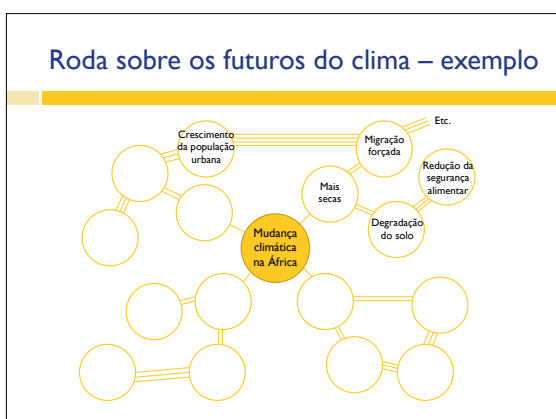 Roda sobre os futuros do clima – exemplo
Etc.
Crescimento
da população
urbana
Migração
forçada
Redução da
segurança
alimentar
Mais
secas
Degradação
do solo
Mudança
climática
na África